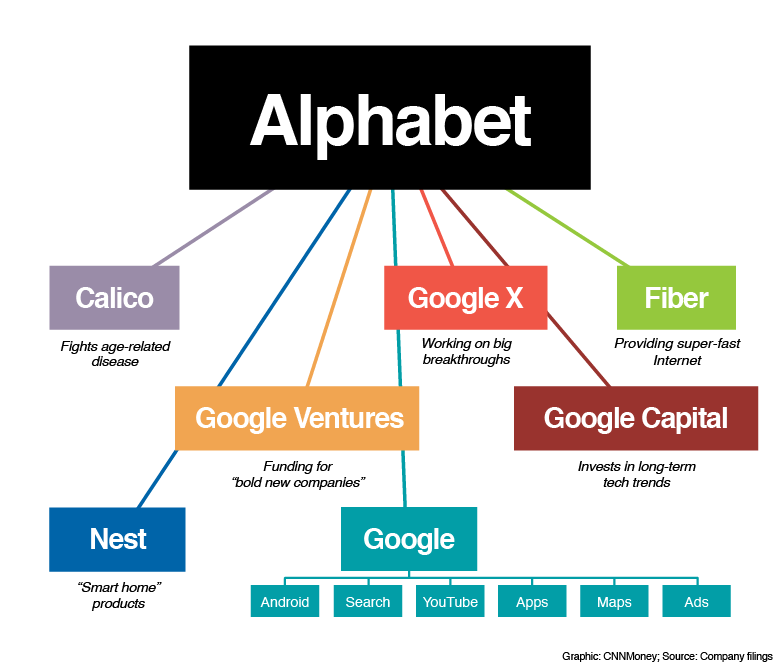 Alphabet
Calico
Fights age-related
disease
Google X
Working on big
breakthroughs
Fiber
Providing super-fast
Internet
Google Ventures
Funding for
“bold new companies”
Google Capital
Invests in long-term
tech trends
Nest
“Smart home”
products
Google
Android
Search
YouTube
Apps
Maps
Ads
Graphic: CNNMoney; Source: Company filings